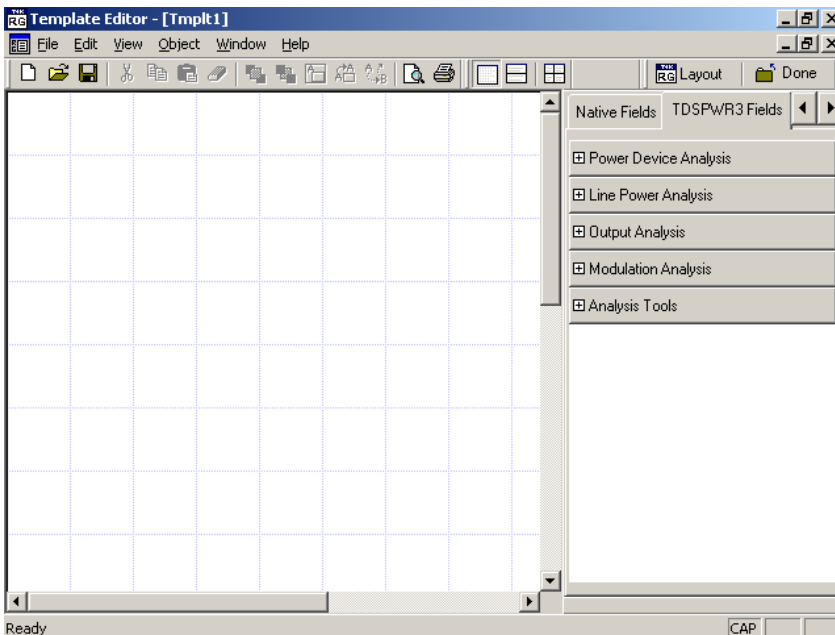 Template Editor - [Tmplt1]
File Edit View Object Window Help
RG Layout Done
Native Fields TDSPWR3 Fields
Power Device Analysis
Line Power Analysis
Output Analysis
Modulation Analysis
Analysis Tools
Ready CAP